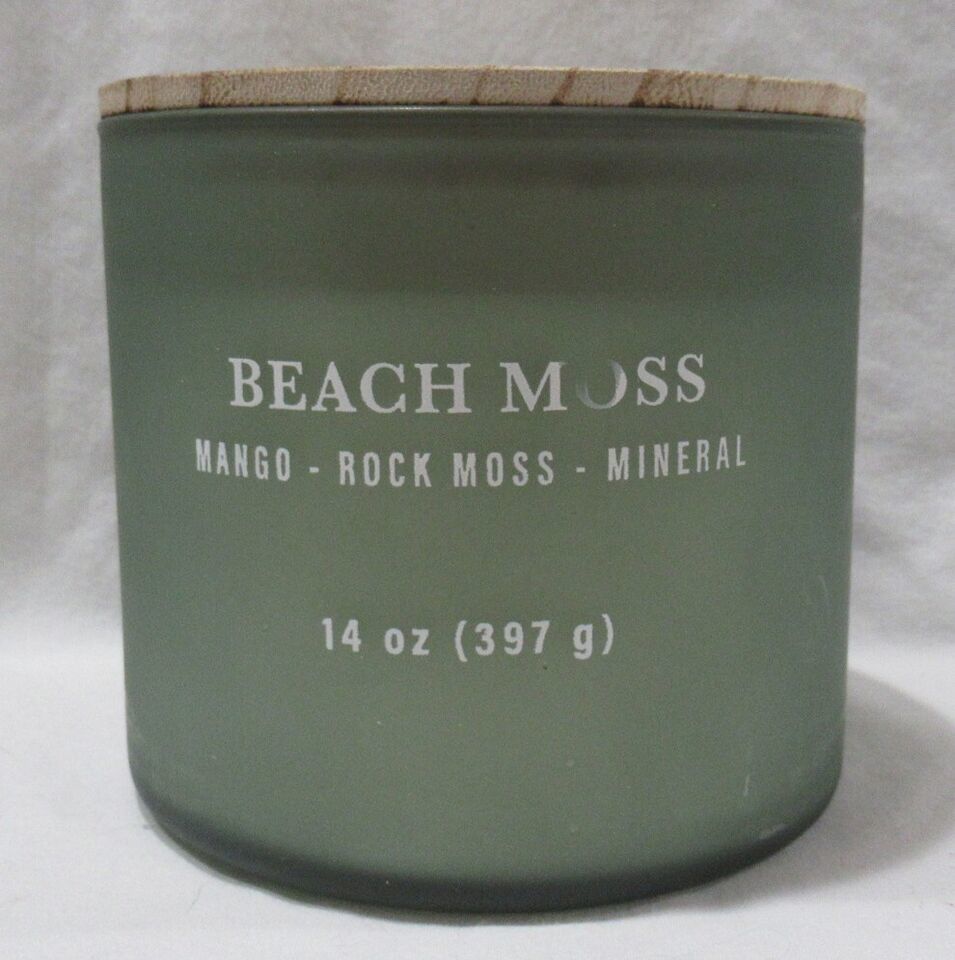 BEACH MOSS
MANGO - ROCK MOSS - MINERAL
14 oz (397 g)